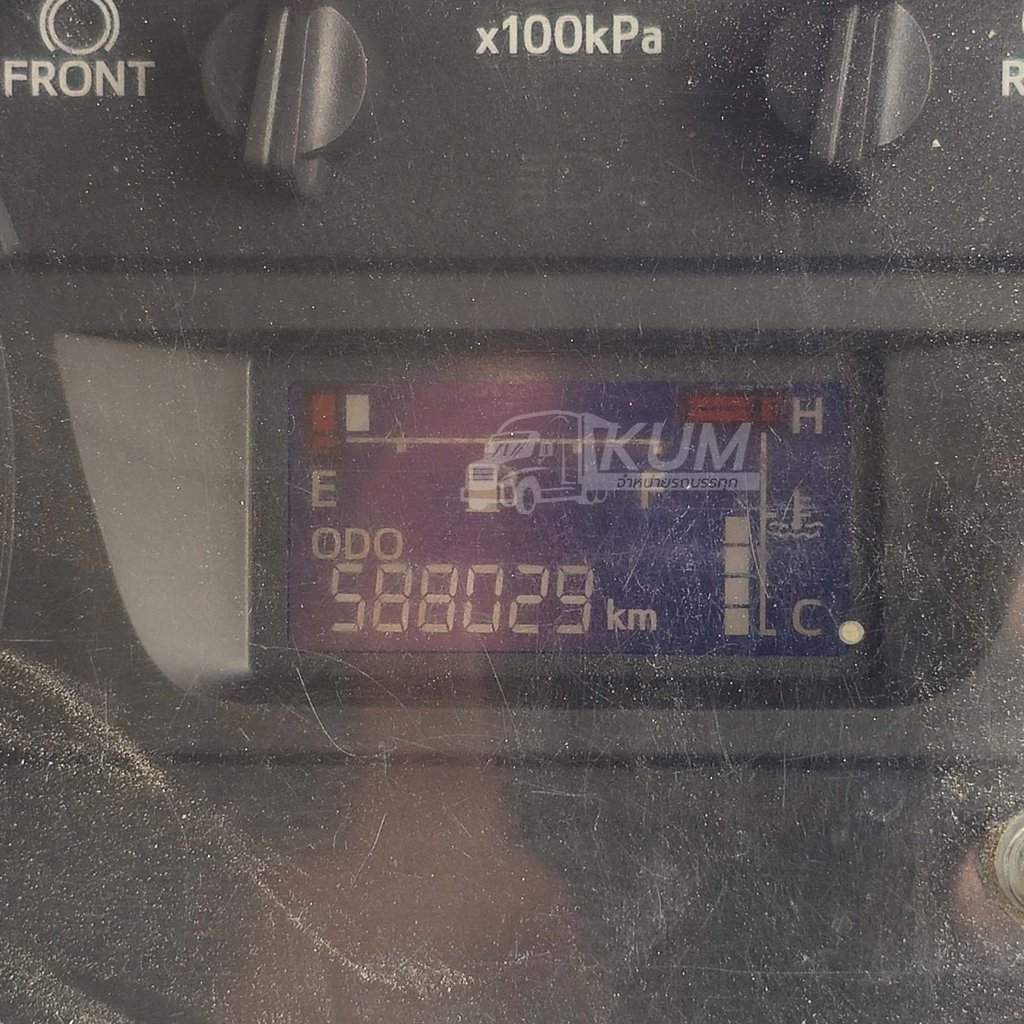 FRONT
x100kPa
R
H
KUM
จำหน่ายรถบรรทุก
E
F
ODO
588029 km
C